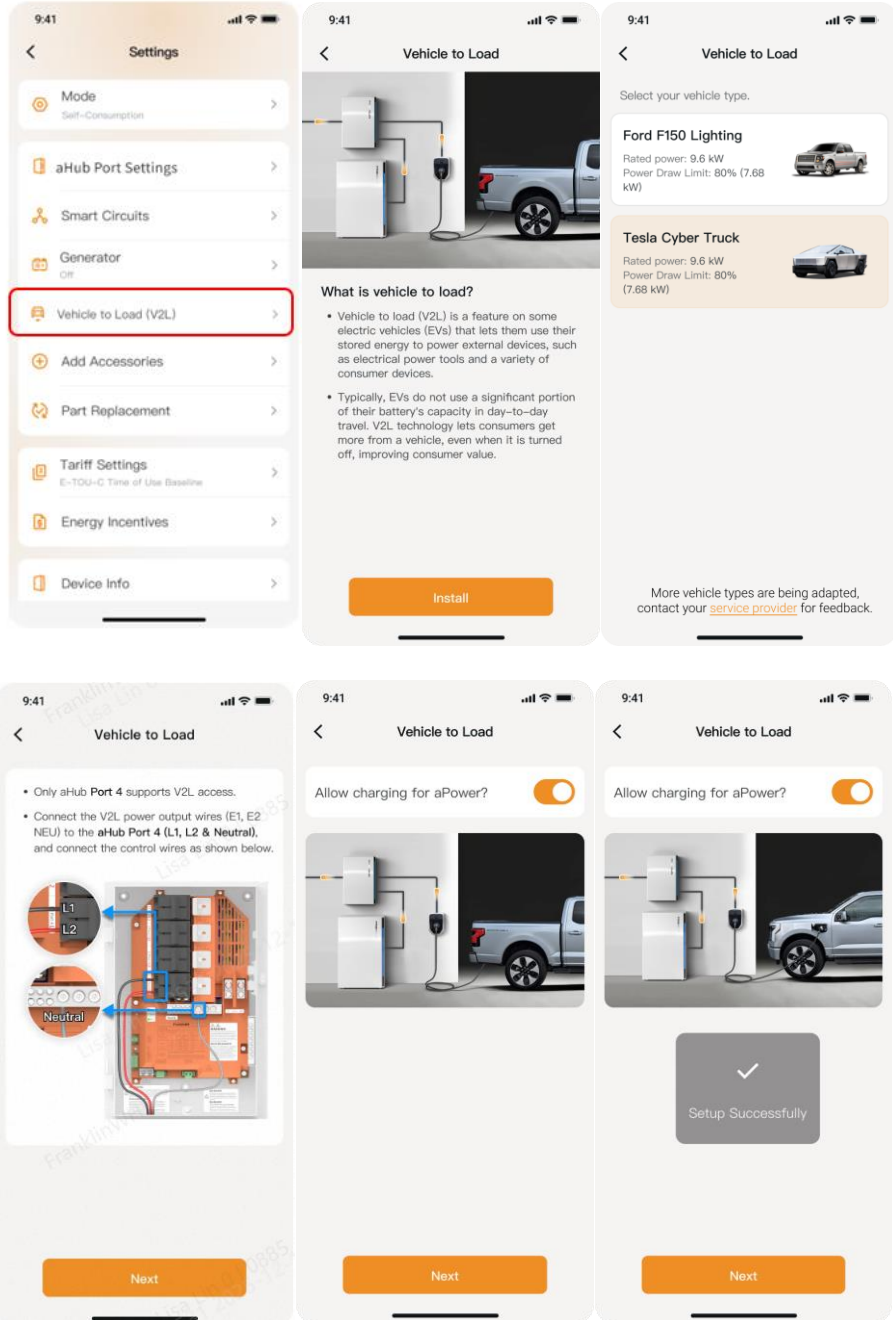 9:41
Settings
Mode
Self-Consumption
aHub Port Settings
Smart Circuits
Generator
Off
Vehicle to Load (V2L)
Add Accessories
Part Replacement
Tariff Settings
E-TOU-C Time of Use Baseline
Energy Incentives
Device Info
9:41
Vehicle to Load
What is vehicle to load?
• Vehicle to load (V2L) is a feature on some
electric vehicles (EVs) that lets them use their
stored energy to power external devices, such
as electrical power tools and a variety of
consumer devices.
• Typically, EVs do not use a significant portion
of their battery's capacity in day-to-day
travel. V2L technology lets consumers get
more from a vehicle, even when it is turned
off, improving consumer value.
Install
9:41
Vehicle to Load
Select your vehicle type.
Ford F150 Lighting
Rated power: 9.6 kW
Power Draw Limit: 80% (7.68
kW)
Tesla Cyber Truck
Rated power: 9.6 kW
Power Draw Limit: 80%
(7.68 kW)
More vehicle types are being adapted,
contact your service provider for feedback.
9:41
Vehicle to Load
• Only aHub Port 4 supports V2L access.
• Connect the V2L power output wires (E1, E2
NEU) to the aHub Port 4 (L1, L2 & Neutral),
and connect the control wires as shown below.
L1
L2
Neutral
Next
9:41
Vehicle to Load
Allow charging for aPower?
Next
9:41
Vehicle to Load
Allow charging for aPower?
Setup Successfully
Next